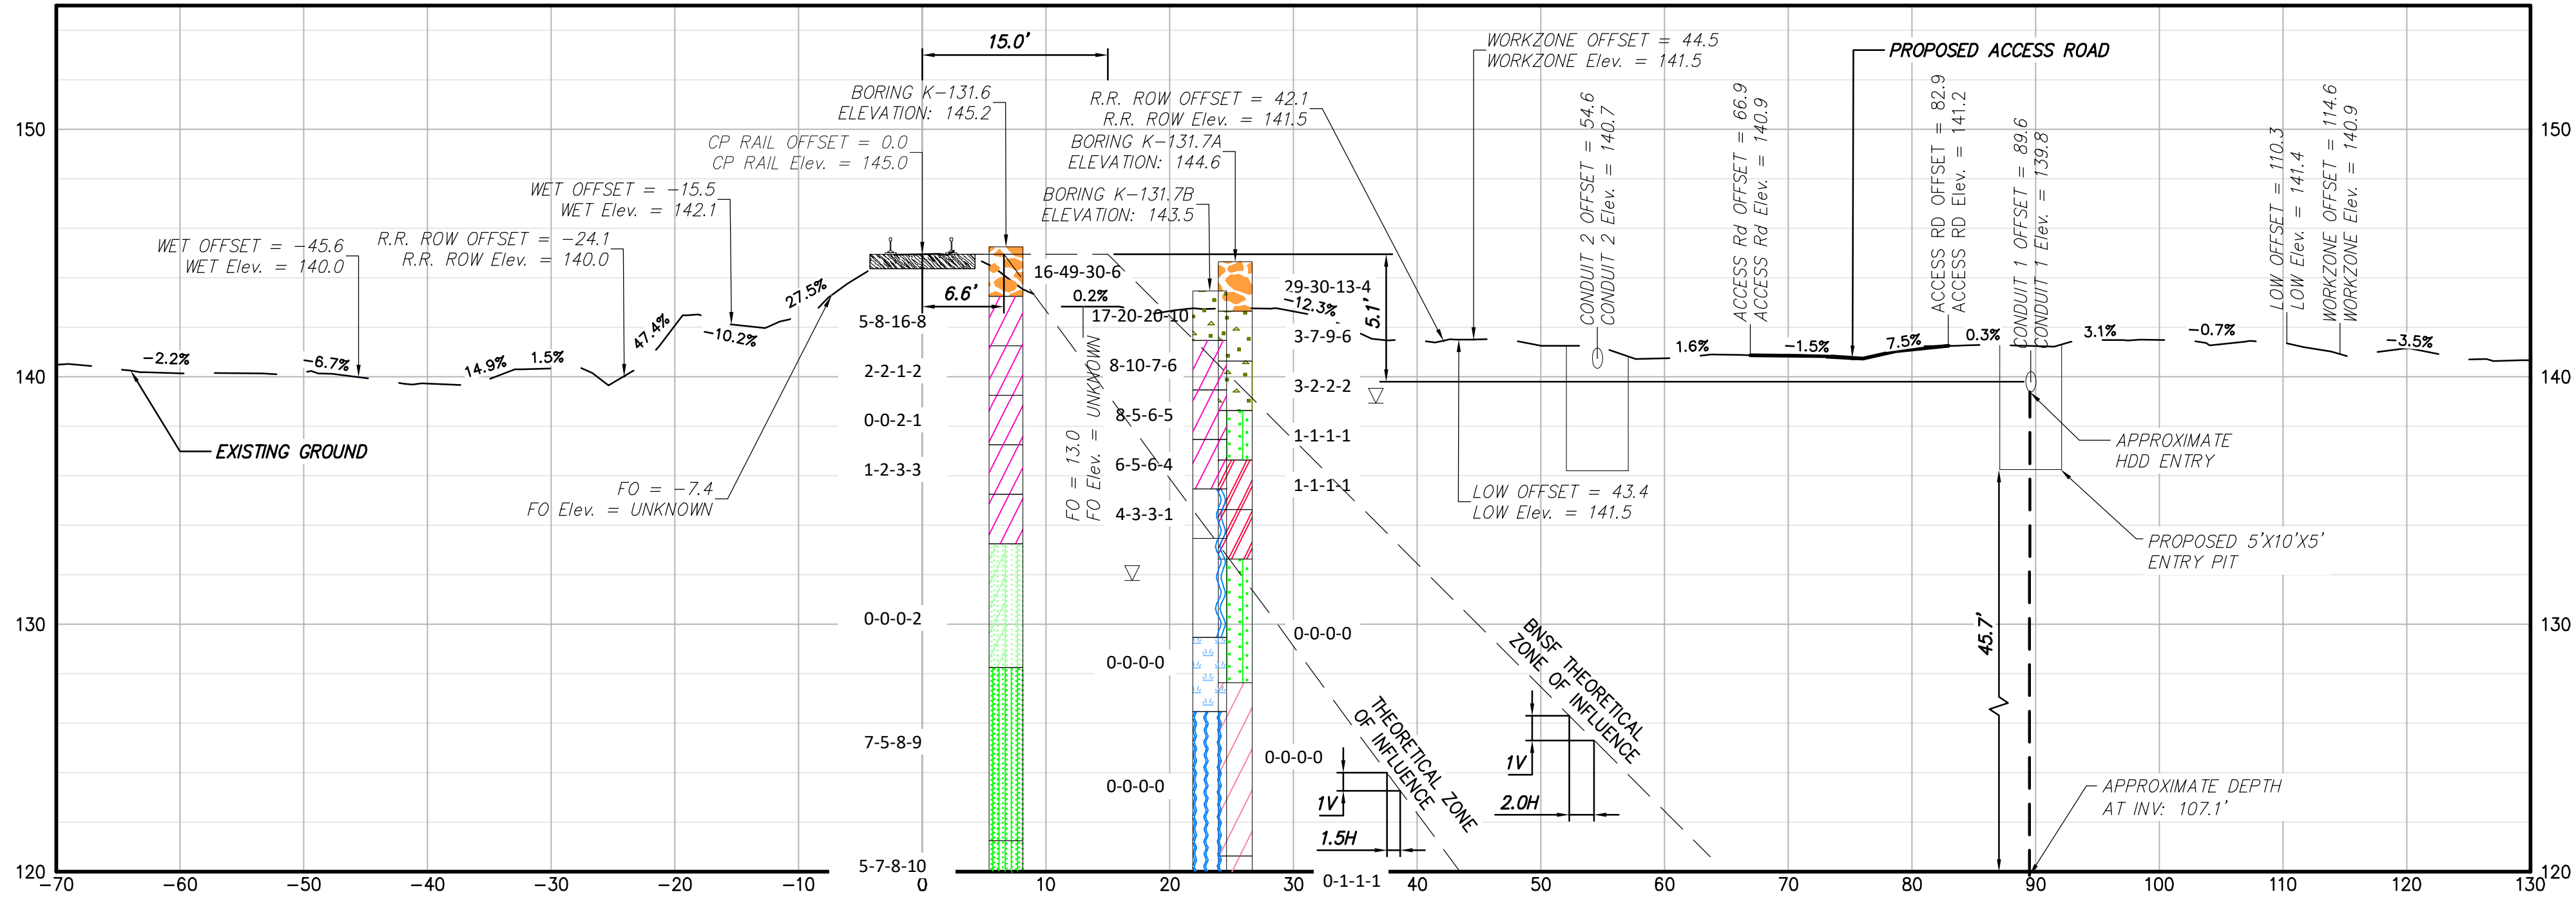 15.0'
WORKZONE OFFSET = 44.5
WORKZONE Elev. = 141.5
PROPOSED ACCESS ROAD
BORING K-131.6
ELEVATION: 145.2
R.R. ROW OFFSET = 42.1
R.R. ROW Elev. = 141.5
CP RAIL OFFSET = 0.0
CP RAIL Elev. = 145.0
BORING K-131.7A
ELEVATION: 144.6
BORING K-131.7B
ELEVATION: 143.5
WET OFFSET = -15.5
WET Elev. = 142.1
R.R. ROW OFFSET = -24.1
R.R. ROW Elev. = 140.0
WET OFFSET = -45.6
WET Elev. = 140.0
CONDUIT 2 OFFSET = 54.6
CONDUIT 2 Elev. = 140.7
ACCESS Rd OFFSET = 66.9
ACCESS Rd Elev. = 140.9
ACCESS RD OFFSET = 82.9
ACCESS RD Elev. = 141.2
CONDUIT 1 OFFSET = 89.6
CONDUIT 1 Elev. = 139.8
LOW OFFSET = 110.3
LOW Elev. = 141.4
WORKZONE OFFSET = 114.6
WORKZONE Elev. = 140.9
150
150
140
140
130
130
120
120
-2.2%
-6.7%
14.9%
1.5%
47.4%
-10.2%
27.5%
6.6'
0.2%
-12.3%
5.1'
1.6%
-1.5%
7.5%
0.3%
3.1%
-0.7%
-3.5%
16-49-30-6
5-8-16-8
2-2-1-2
0-0-2-1
1-2-3-3
0-0-0-2
7-5-8-9
5-7-8-10
17-20-20-10
8-10-7-6
8-5-6-5
6-5-6-4
4-3-3-1
0-0-0-0
0-0-0-0
29-30-13-4
3-7-9-6
3-2-2-2
1-1-1-1
1-1-1-1
0-0-0-0
0-0-0-0
0-1-1-1
EXISTING GROUND
FO = -7.4
FO Elev. = UNKNOWN
FO = 13.0
FO Elev. = UNKNOWN
LOW OFFSET = 43.4
LOW Elev. = 141.5
APPROXIMATE
HDD ENTRY
PROPOSED 5'X10'X5'
ENTRY PIT
45.7'
APPROXIMATE DEPTH
AT INV: 107.1'
BNSF THEORETICAL
ZONE OF INFLUENCE
THEORETICAL ZONE
OF INFLUENCE
1V
2.0H
1V
1.5H
-70
-60
-50
-40
-30
-20
-10
0
10
20
30
40
50
60
70
80
90
100
110
120
130